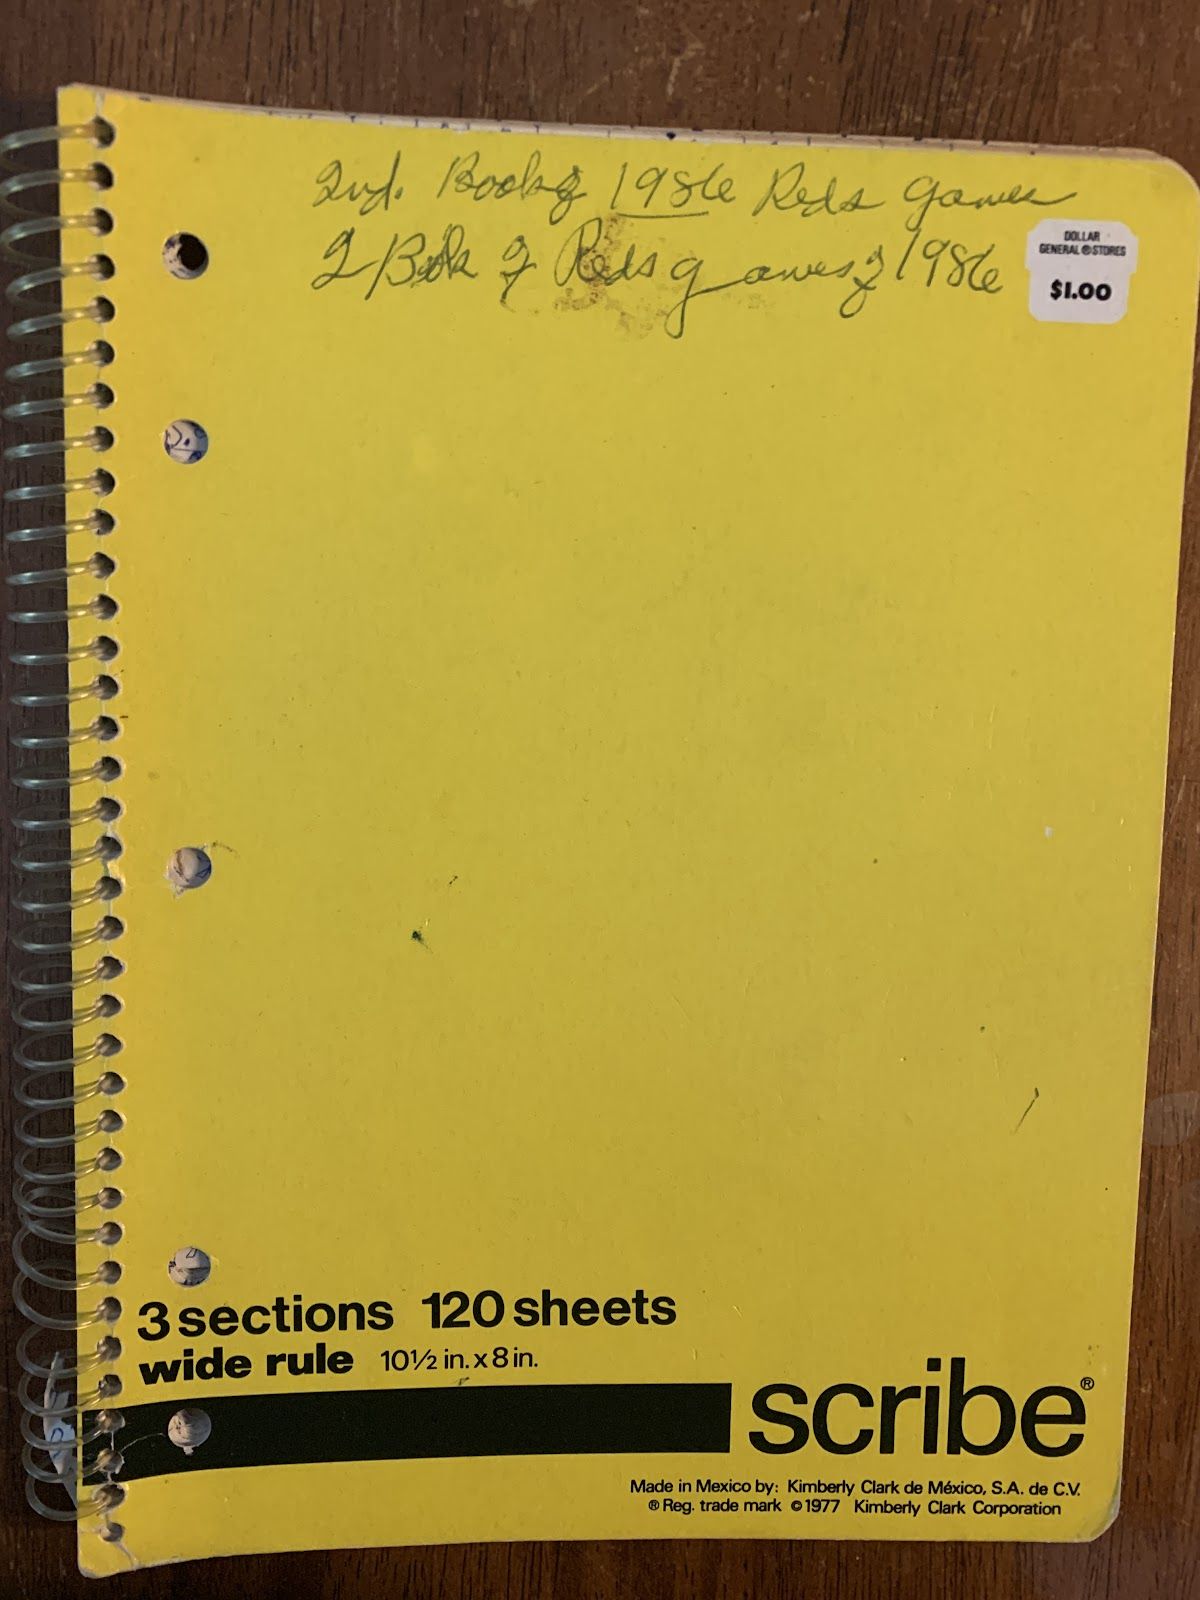 2nd. Book of 1986 Reds games
2 Book of Reds games of 1986
DOLLAR
GENERAL ® STORES
$1.00
3 sections 120 sheets
wide rule 10½ in. x 8 in.
scribe®
Made in Mexico by: Kimberly Clark de México, S.A. de C.V.
® Reg. trade mark © 1977 Kimberly Clark Corporation